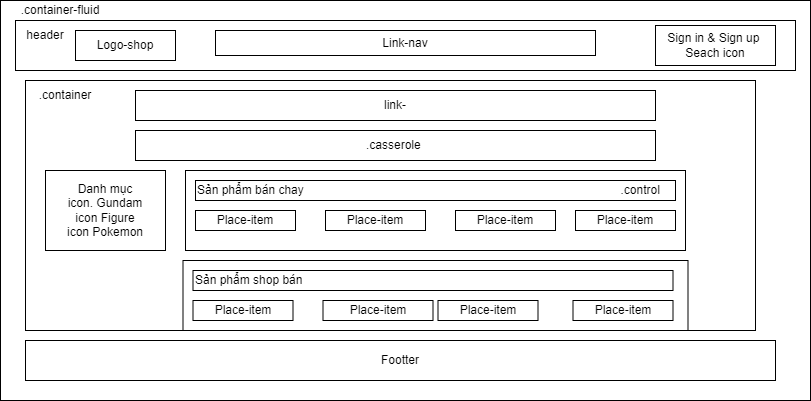 .container-fluid
header
Logo-shop
Link-nav
Sign in & Sign up
Seach icon
.container
link-
.casserole
Danh mục
icon. Gundam
icon Figure
icon Pokemon
Sản phẩm bán chay
.control
Place-item
Place-item
Place-item
Place-item
Sản phẩm shop bán
Place-item
Place-item
Place-item
Place-item
Footter